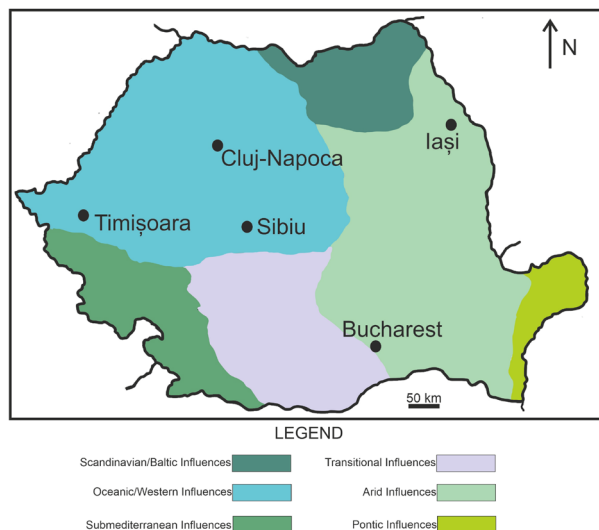 N
Iași
Cluj-Napoca
Timișoara
Sibiu
Bucharest
50 km
LEGEND
Scandinavian/Baltic Influences
Transitional Influences
Oceanic/Western Influences
Arid Influences
Submediterranean Influences
Pontic Influences